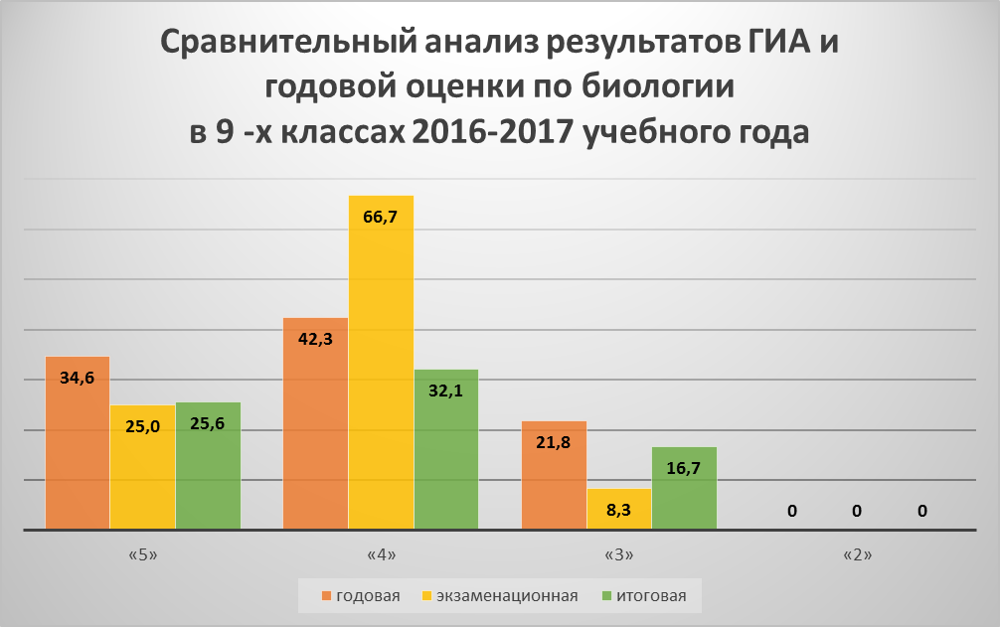 Сравнительный анализ результатов ГИА и
годовой оценки по биологии
в 9 -х классах 2016-2017 учебного года
66,7
42,3
34,6
32,1
25,0
25,6
21,8
16,7
8,3
0
0
0
«5»
«4»
«3»
«2»
годовая
экзаменационная
итоговая